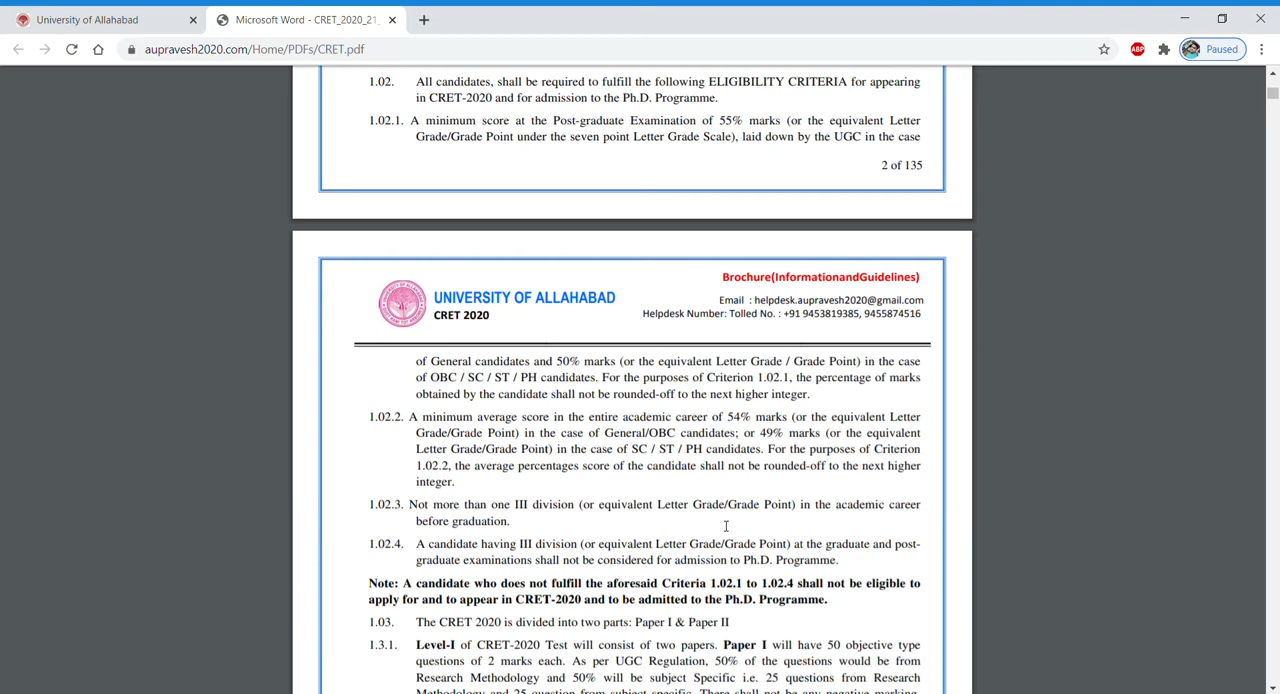 University of Allahabad
Microsoft Word - CRET_2020_21_
aupravesh2020.com/Home/PDFs/CRET.pdf
ABP
Paused
1.02. All candidates, shall be required to fulfill the following ELIGIBILITY CRITERIA for appearing
in CRET-2020 and for admission to the Ph.D. Programme.
1.02.1. A minimum score at the Post-graduate Examination of 55% marks (or the equivalent Letter
Grade/Grade Point under the seven point Letter Grade Scale), laid down by the UGC in the case
2 of 135
Brochure(InformationandGuidelines)
UNIVERSITY OF ALLAHABAD
CRET 2020
Email : helpdesk.aupravesh2020@gmail.com
Helpdesk Number: Tolled No. : +91 9453819385, 9455874516
of General candidates and 50% marks (or the equivalent Letter Grade / Grade Point) in the case
of OBC / SC / ST / PH candidates. For the purposes of Criterion 1.02.1, the percentage of marks
obtained by the candidate shall not be rounded-off to the next higher integer.
1.02.2. A minimum average score in the entire academic career of 54% marks (or the equivalent Letter
Grade/Grade Point) in the case of General/OBC candidates; or 49% marks (or the equivalent
Letter Grade/Grade Point) in the case of SC / ST / PH candidates. For the purposes of Criterion
1.02.2, the average percentages score of the candidate shall not be rounded-off to the next higher
integer.
1.02.3. Not more than one III division (or equivalent Letter Grade/Grade Point) in the academic career
before graduation.
1.02.4. A candidate having III division (or equivalent Letter Grade/Grade Point) at the graduate and post-
graduate examinations shall not be considered for admission to Ph.D. Programme.
Note: A candidate who does not fulfill the aforesaid Criteria 1.02.1 to 1.02.4 shall not be eligible to
apply for and to appear in CRET-2020 and to be admitted to the Ph.D. Programme.
1.03. The CRET 2020 is divided into two parts: Paper I & Paper II
1.3.1. Level-I of CRET-2020 Test will consist of two papers. Paper I will have 50 objective type
questions of 2 marks each. As per UGC Regulation, 50% of the questions would be from
Research Methodology and 50% will be subject Specific i.e. 25 questions from Research
Methodology and 25 question from subject specific. There shall not be any negative marking.